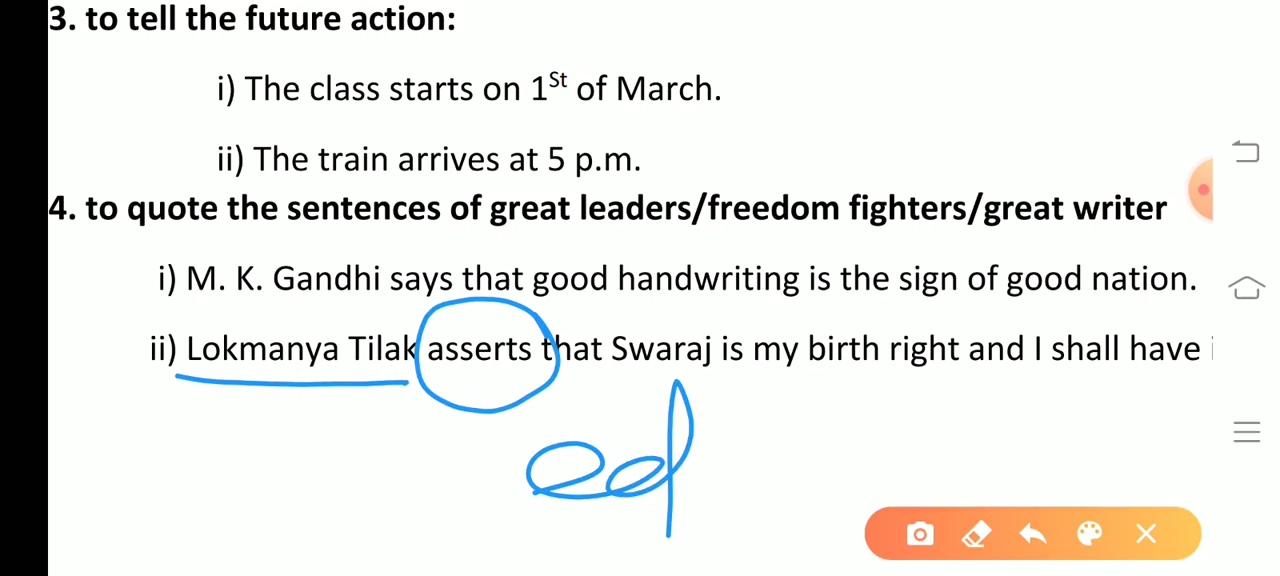 3. to tell the future action:
i) The class starts on 1St of March.
ii) The train arrives at 5 p.m.
4. to quote the sentences of great leaders/freedom fighters/great writer
i) M. K. Gandhi says that good handwriting is the sign of good nation.
ii) Lokmanya Tilak asserts that Swaraj is my birth right and I shall have
ed